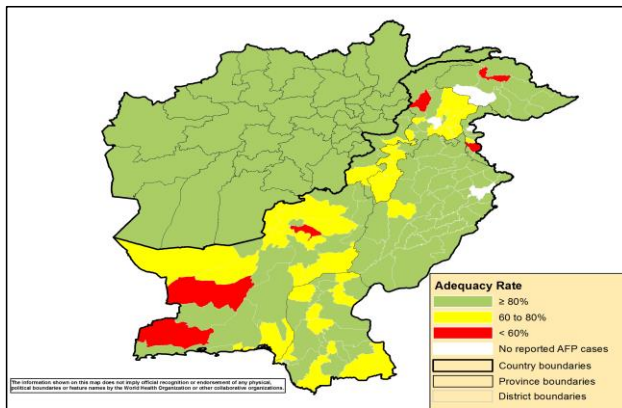 Adequacy Rate
≥ 80%
60 to 80%
< 60%
No reported AFP cases
Country boundaries
Province boundaries
District boundaries
The information shown on this map does not imply official recognition or endorsement of any physical,
political boundaries or feature names by the World Health Organization or other collaborative organizations.